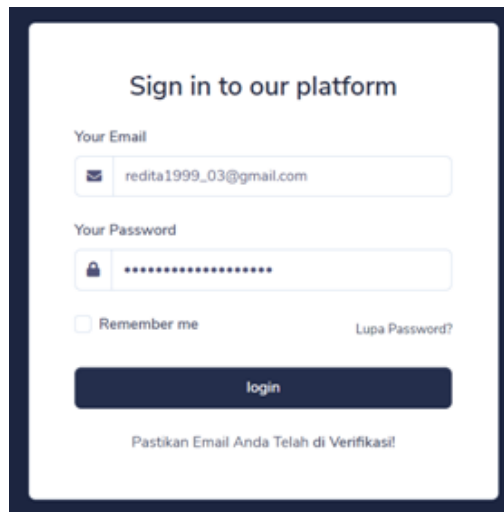 Sign in to our platform
Your Email
redita1999_03@gmail.com
Your Password
•••••••••••••••••••
Remember me
Lupa Password?
login
Pastikan Email Anda Telah di Verifikasi!